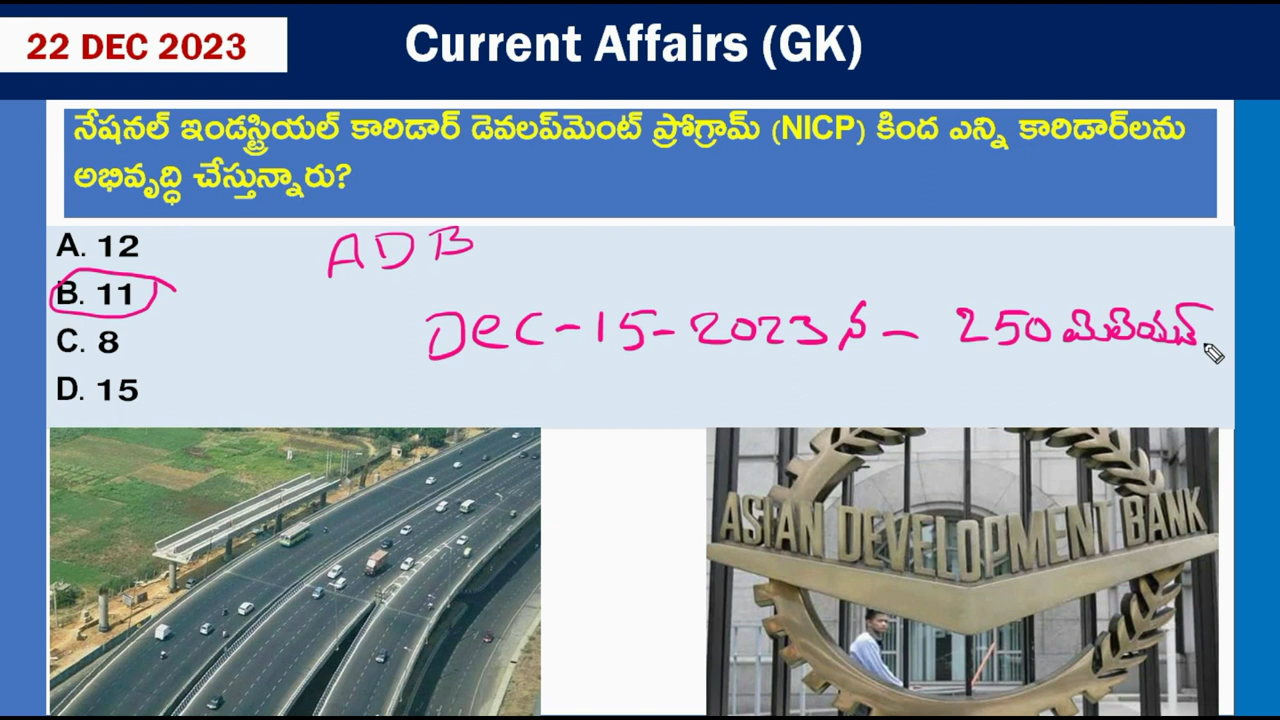 22 DEC 2023
Current Affairs (GK)
నేషనల్ ఇండస్ట్రియల్ కారిడార్ డెవలప్‌మెంట్ ప్రోగ్రామ్ (NICP) కింద ఎన్ని కారిడార్‌లను
అభివృద్ధి చేస్తున్నారు?
A. 12
B. 11
C. 8
D. 15
ADB
Dec-15-2023న - 250 మిలియన్
ASIAN DEVELOPMENT BANK